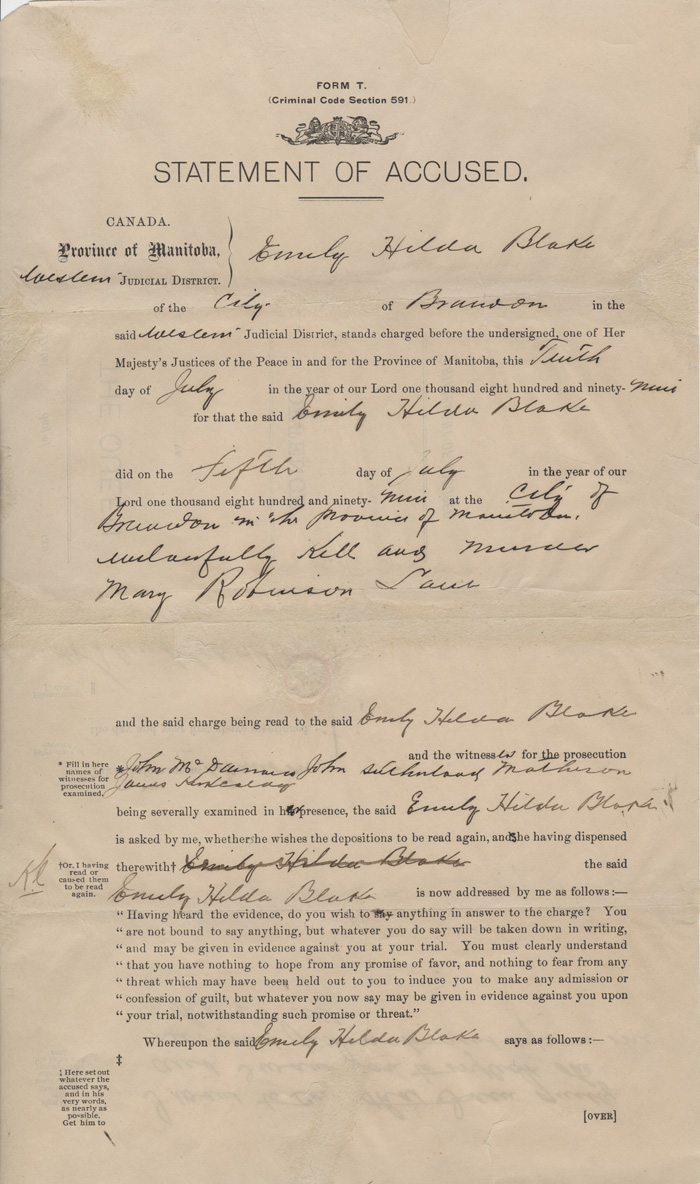 FORM T.
(Criminal Code Section 591.)
STATEMENT OF ACCUSED.
CANADA.
Province of Manitoba,
Western JUDICIAL DISTRICT.
Emily Hilda Blake
of the City of Brandon in the
said Western Judicial District, stands charged before the undersigned, one of Her
Majesty's Justices of the Peace in and for the Province of Manitoba, this Tenth
day of July in the year of our Lord one thousand eight hundred and ninety- nine
for that the said Emily Hilda Blake
did on the fifth day of July in the year of our
Lord one thousand eight hundred and ninety- nine at the City of
Brandon in the province of Manitoba,
unlawfully Kill and murder
Mary Robinson Lane
and the said charge being read to the said Emily Hilda Blake
and the witnesses for the prosecution
* Fill in here
names of
witnesses for
prosecution
examined.
*John Mc John Matheson
James Kirkcaldy
being severally examined in her presence, the said Emily Hilda Blake
is asked by me, whether she wishes the depositions to be read again, and she having dispensed
†Or, I having
read or
caused them
to be read
again.
therewith† Emily Hilda Blake the said
Emily Hilda Blake is now addressed by me as follows:—
"Having heard the evidence, do you wish to say anything in answer to the charge? You
"are not bound to say anything, but whatever you do say will be taken down in writing,
"and may be given in evidence against you at your trial. You must clearly understand
"that you have nothing to hope from any promise of favor, and nothing to fear from any
"threat which may have been held out to you to induce you to make any admission or
"confession of guilt, but whatever you now say may be given in evidence against you upon
"your trial, notwithstanding such promise or threat."
Whereupon the said Emily Hilda Blake says as follows:—
‡
‡ Here set out
whatever the
accused says,
and in his
very words,
as nearly as
possible.
Get him to
[OVER]